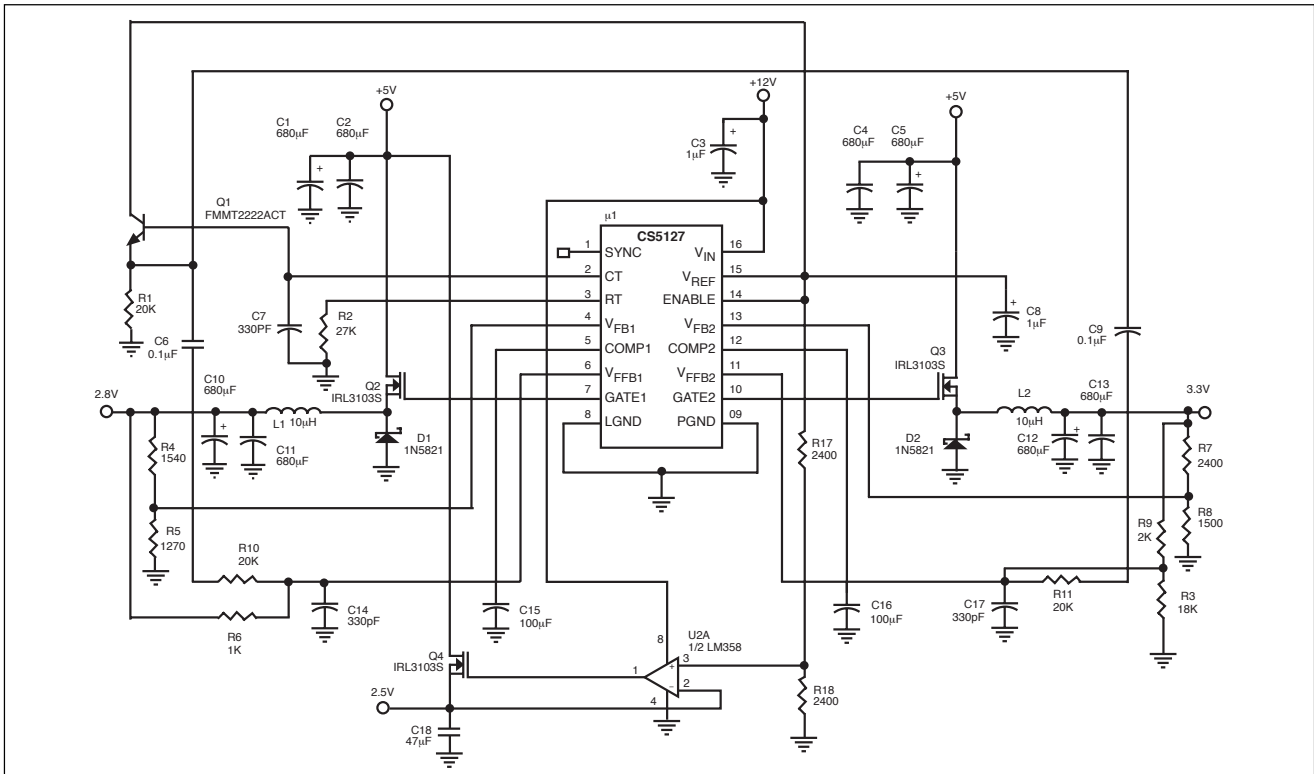 +12V
+5V
+5V
C1
680μF
C2
680μF
C3
1μF
+
C4
680μF
C5
680μF
+
+
Q1
FMMT2222ACT
μ1
CS5127
1
SYNC
VIN
16
2
CT
VREF
15
3
RT
ENABLE
14
4
VFB1
VFB2
13
5
COMP1
COMP2
12
6
VFFB1
VFFB2
11
7
GATE1
GATE2
10
8
LGND
PGND
09
R1
20K
C7
330PF
R2
27K
C6
0.1μF
C8
1μF
+
C9
0.1μF
Q2
IRL3103S
Q3
IRL3103S
2.8V
C10
680μF
+
L1
10μH
C11
680μF
D1
1N5821
D2
1N5821
L2
10μH
C13
680μF
C12
680μF
+
3.3V
R4
1540
R17
2400
R7
2400
R5
1270
R9
2K
R8
1500
R10
20K
R6
1K
C14
330pF
C15
100μF
C16
100μF
C17
330pF
R11
20K
R3
18K
Q4
IRL3103S
U2A
1/2 LM358
8
1
+
3
-
2
4
R18
2400
2.5V
C18
47μF